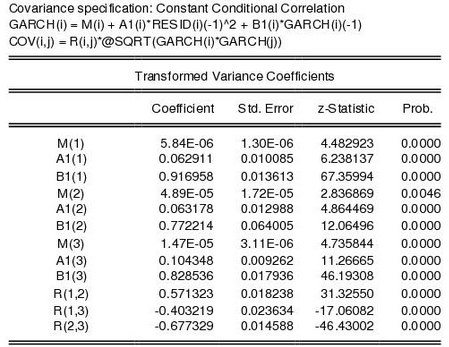 Covariance specification: Constant Conditional Correlation
GARCH(i) = M(i) + A1(i)*RESID(i)(-1)^2 + B1(i)*GARCH(i)(-1)
COV(i,j) = R(i,j)*@SQRT(GARCH(i)*GARCH(j))
Transformed Variance Coefficients
Coefficient Std. Error z-Statistic Prob.
M(1) 5.84E-06 1.30E-06 4.482923 0.0000
A1(1) 0.062911 0.010085 6.238137 0.0000
B1(1) 0.916958 0.013613 67.35994 0.0000
M(2) 4.89E-05 1.72E-05 2.836869 0.0046
A1(2) 0.063178 0.012988 4.864469 0.0000
B1(2) 0.772214 0.064005 12.06496 0.0000
M(3) 1.47E-05 3.11E-06 4.735844 0.0000
A1(3) 0.104348 0.009262 11.26665 0.0000
B1(3) 0.828536 0.017936 46.19308 0.0000
R(1,2) 0.571323 0.018238 31.32550 0.0000
R(1,3) -0.403219 0.023634 -17.06082 0.0000
R(2,3) -0.677329 0.014588 -46.43002 0.0000